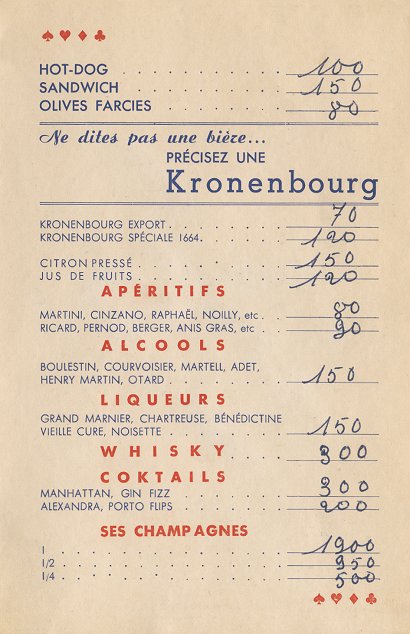 HOT-DOG . . . . . . . . . . . 100
SANDWICH . . . . . . . . . . 150
OLIVES FARCIES . . . . . . . . 80
Ne dites pas une bière...
PRÉCISEZ UNE
Kronenbourg
KRONENBOURG EXPORT . . . . . . . . 70
KRONENBOURG SPÉCIALE 1664. . . . . . 120
CITRON PRESSÉ . . . . . . . . . . 150
JUS DE FRUITS . . . . . . . . . . 120
APÉRITIFS
MARTINI, CINZANO, RAPHAËL, NOILLY, etc . . 80
RICARD, PERNOD, BERGER, ANIS GRAS, etc . . 90
ALCOOLS
BOULESTIN, COURVOISIER, MARTELL, ADET,
HENRY MARTIN, OTARD . . . . . . . . 150
LIQUEURS
GRAND MARNIER, CHARTREUSE, BÉNÉDICTINE
VIEILLE CURE, NOISETTE . . . . . . . . 150
WHISKY . . . . 300
COKTAILS
MANHATTAN, GIN FIZZ . . . . . . . . 300
ALEXANDRA, PORTO FLIPS . . . . . . . 200
SES CHAMPAGNES
1 . . . . . . . . . . . . . . . 1900
1/2 . . . . . . . . . . . . . . 950
1/4 . . . . . . . . . . . . . . 500